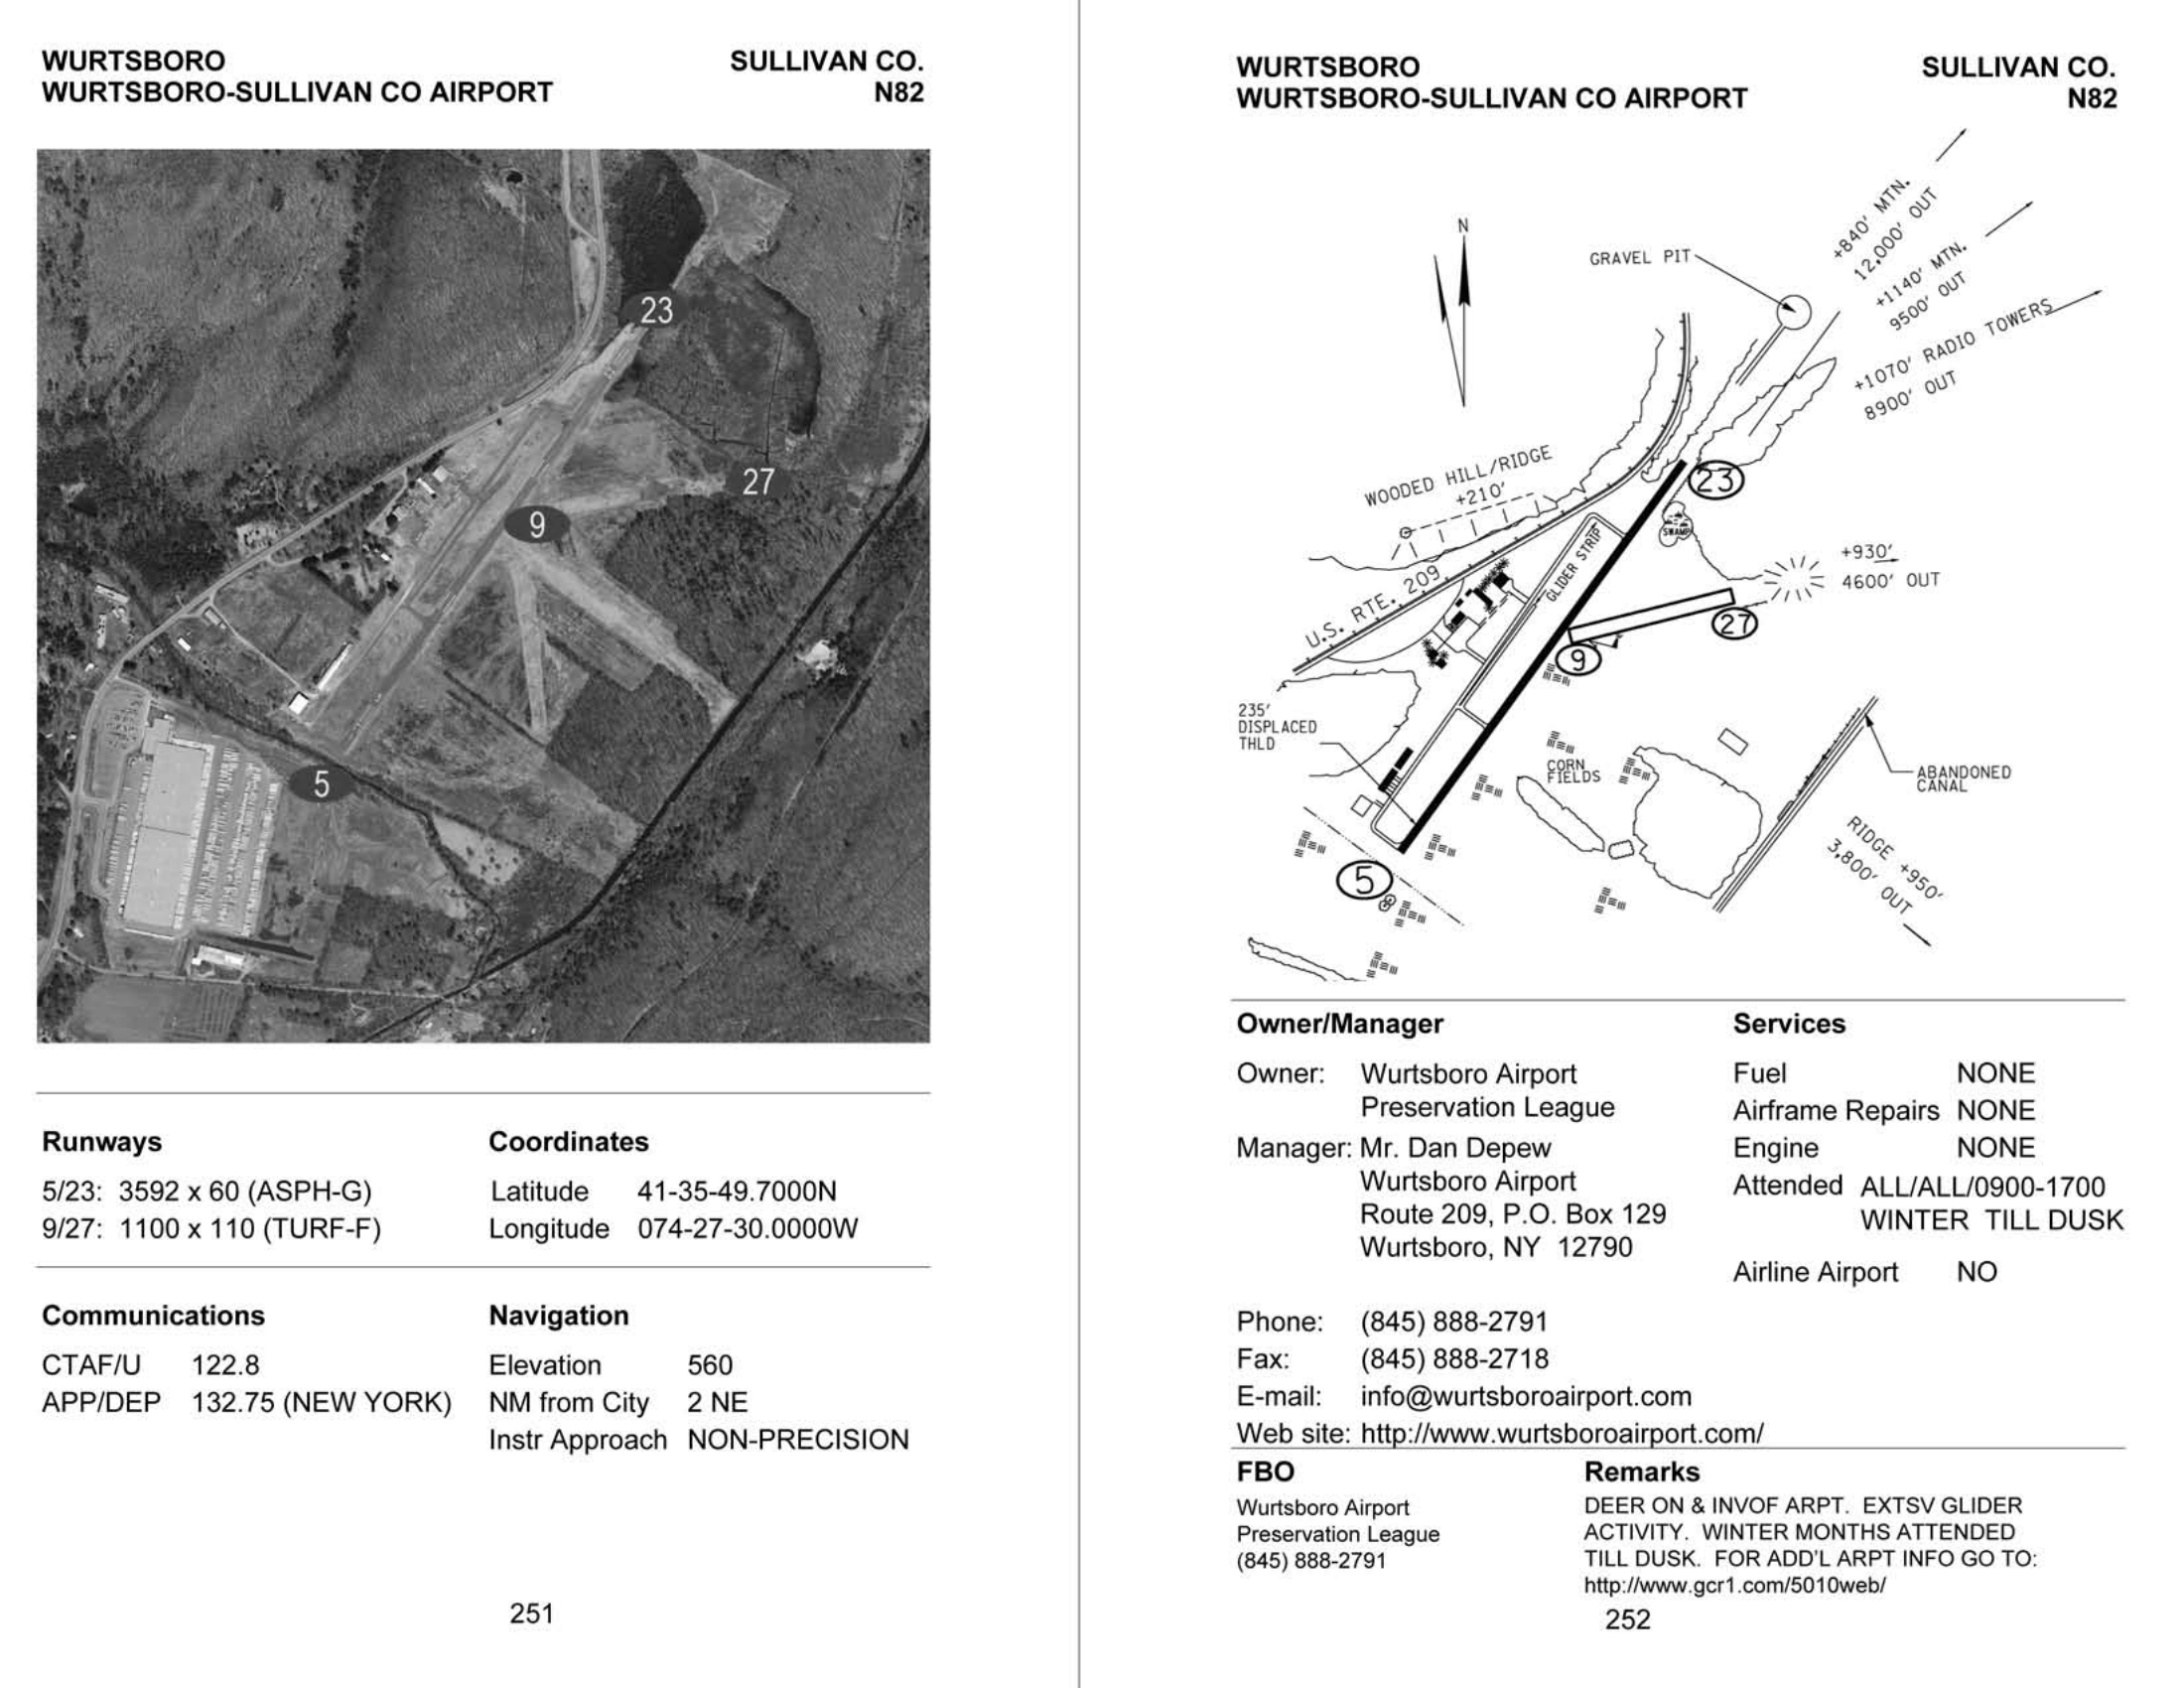 WURTSBORO SULLIVAN CO.
WURTSBORO-SULLIVAN CO AIRPORT N82
23
27
9
5
Runways
5/23: 3592 x 60 (ASPH-G)
9/27: 1100 x 110 (TURF-F)
Coordinates
Latitude 41-35-49.7000N
Longitude 074-27-30.0000W
Communications
CTAF/U 122.8
APP/DEP 132.75 (NEW YORK)
Navigation
Elevation 560
NM from City 2 NE
Instr Approach NON-PRECISION
251
WURTSBORO SULLIVAN CO.
WURTSBORO-SULLIVAN CO AIRPORT N82
N
GRAVEL PIT
+840' MTN.
12,000' OUT
+1140' MTN.
9500' OUT
+1070' RADIO TOWERS
8900' OUT
WOODED HILL/RIDGE
+210'
23
SWAMP
GLIDER STRIP
+930'
4600' OUT
U.S. RTE. 209
27
9
235'
DISPLACED
THLD
CORN
FIELDS
ABANDONED
CANAL
RIDGE +950'
3,800' OUT
5
Owner/Manager
Owner: Wurtsboro Airport
Preservation League
Manager: Mr. Dan Depew
Wurtsboro Airport
Route 209, P.O. Box 129
Wurtsboro, NY 12790
Phone: (845) 888-2791
Fax: (845) 888-2718
E-mail: info@wurtsboroairport.com
Web site: http://www.wurtsboroairport.com/
Services
Fuel NONE
Airframe Repairs NONE
Engine NONE
Attended ALL/ALL/0900-1700
WINTER TILL DUSK
Airline Airport NO
FBO
Wurtsboro Airport
Preservation League
(845) 888-2791
Remarks
DEER ON & INVOF ARPT. EXTSV GLIDER
ACTIVITY. WINTER MONTHS ATTENDED
TILL DUSK. FOR ADD'L ARPT INFO GO TO:
http://www.gcr1.com/5010web/
252